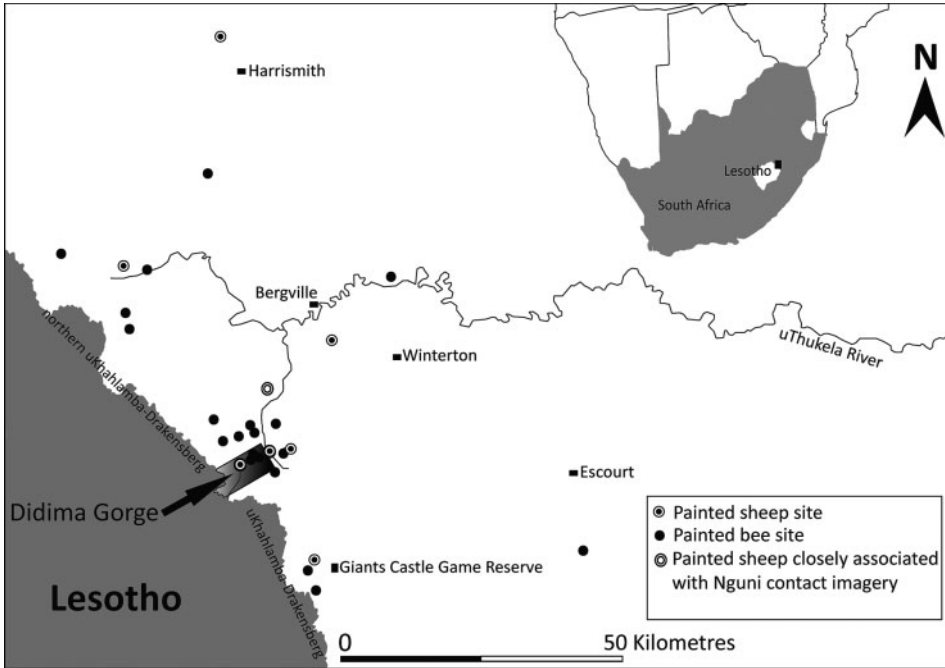 Harrismith
N
Lesotho
South Africa
Bergville
northern uKhahlamba-Drakensberg
Winterton
uThukela River
Escourt
Didima Gorge
uKhahlamba-Drakensberg
Painted sheep site
Painted bee site
Painted sheep closely associated
with Nguni contact imagery
Giants Castle Game Reserve
Lesotho
0 50 Kilometres